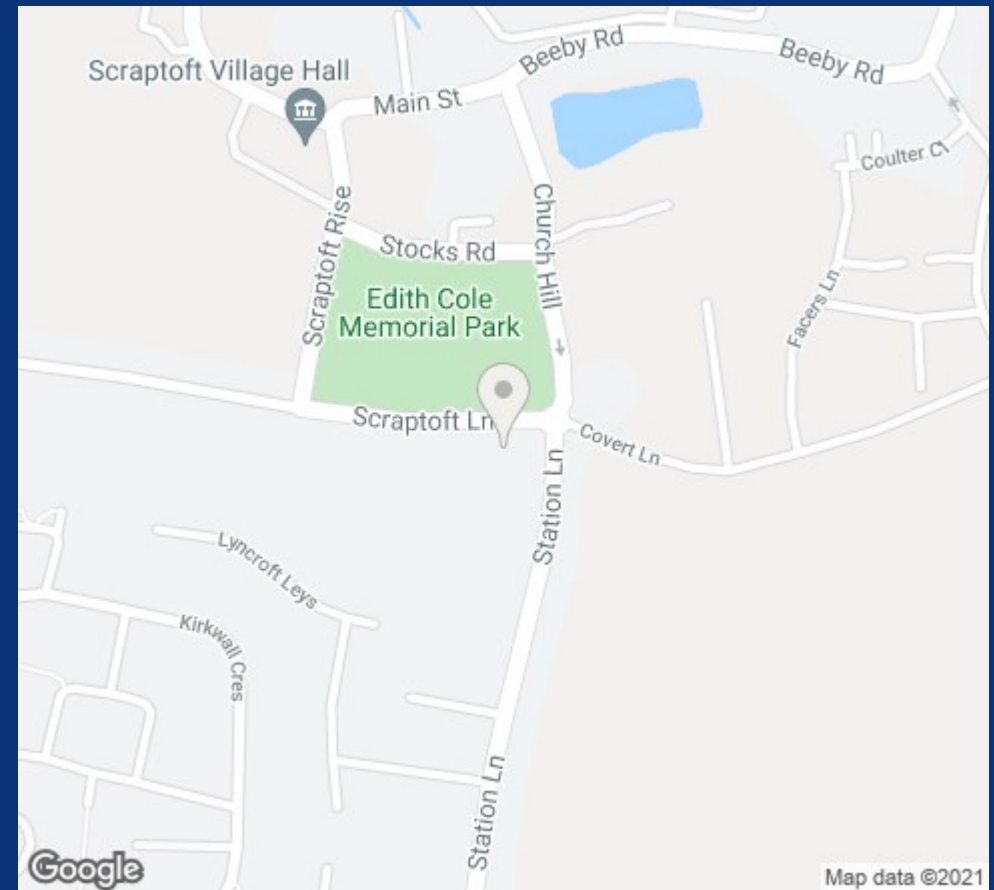 Beeby Rd
Beeby Rd
Scraptoft Village Hall
Main St
Coulter Cl
Scraptoft Rise
Church Hill
Stocks Rd
Edith Cole
Memorial Park
Facers Ln
Scraptoft Ln
Covert Ln
Station Ln
Lyncroft Leys
Kirkwall Cres
Station Ln
Google
Map data ©2021